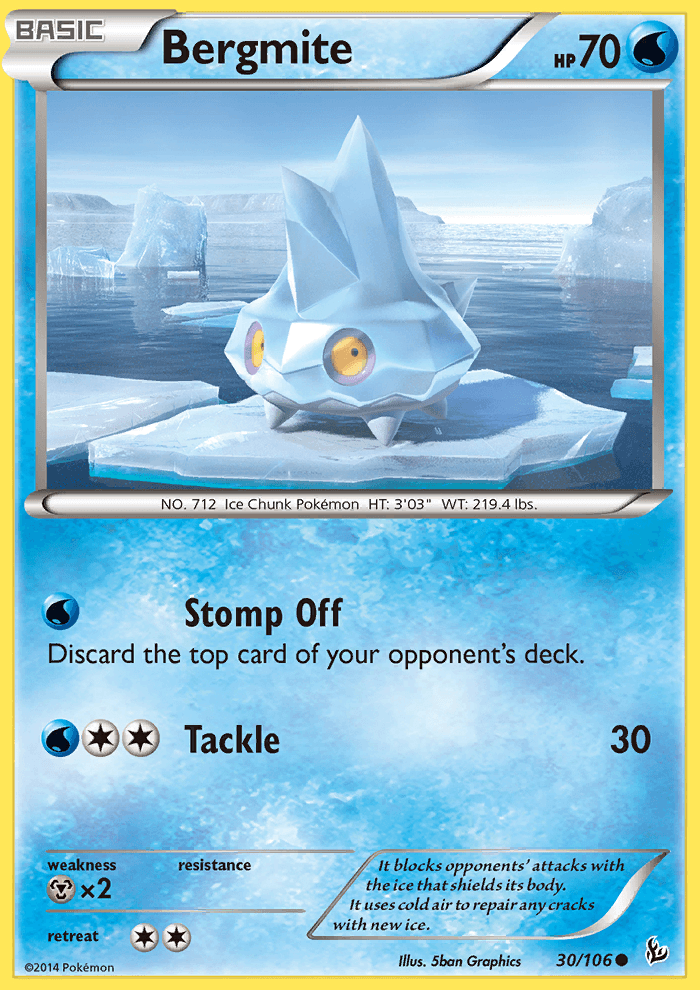 BASIC
Bergmite
HP70
NO. 712 Ice Chunk Pokémon HT: 3'03" WT: 219.4 lbs.
Stomp Off
Discard the top card of your opponent's deck.
Tackle 30
weakness resistance
×2
retreat
It blocks opponents' attacks with
the ice that shields its body.
It uses cold air to repair any cracks
with new ice.
©2014 Pokémon
Illus. 5ban Graphics
30/106